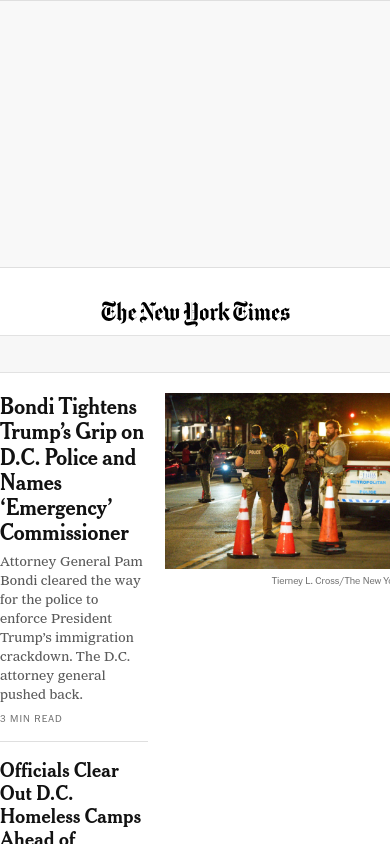 The New York Times
Bondi Tightens
Trump’s Grip on
D.C. Police and
Names
‘Emergency’
Commissioner
Attorney General Pam
Bondi cleared the way
for the police to
enforce President
Trump’s immigration
crackdown. The D.C.
attorney general
pushed back.
3 MIN READ
POLICE
METROPOLITAN
Tierney L. Cross/The New Yo
Officials Clear
Out D.C.
Homeless Camps
Ahead of